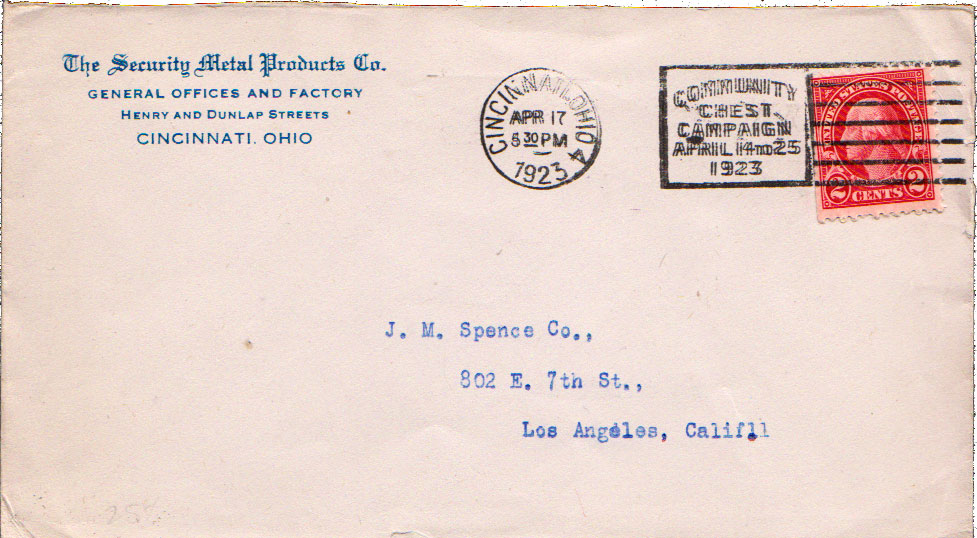 The Security Metal Products Co.
GENERAL OFFICES AND FACTORY
HENRY AND DUNLAP STREETS
CINCINNATI, OHIO
CINCINNATI, OHIO 4
APR 17
5 30 PM
1923
COMMUNITY
CHEST
CAMPAIGN
APRIL 14 TO 25
1923
UNITED STATES POSTAGE
2 CENTS 2
J. M. Spence Co.,
802 E. 7th St.,
Los Angeles, Califll